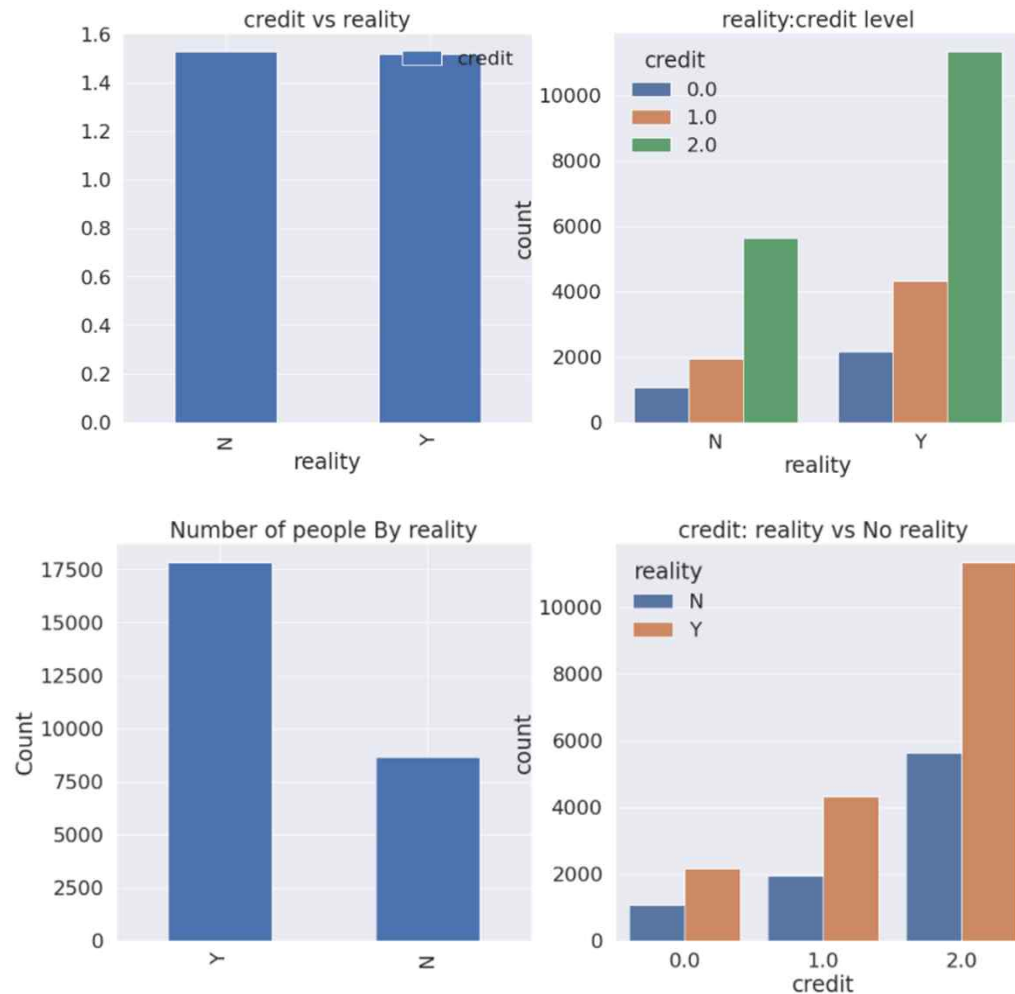 credit vs reality
1.6
1.4
1.2
1.0
0.8
0.6
0.4
0.2
0.0
credit
N
Y
reality
reality:credit level
10000
8000
6000
4000
2000
0
count
credit
0.0
1.0
2.0
N
Y
reality
Number of people By reality
17500
15000
12500
10000
7500
5000
2500
0
Count
Y
N
credit: reality vs No reality
10000
8000
6000
4000
2000
0
count
reality
N
Y
0.0
1.0
2.0
credit